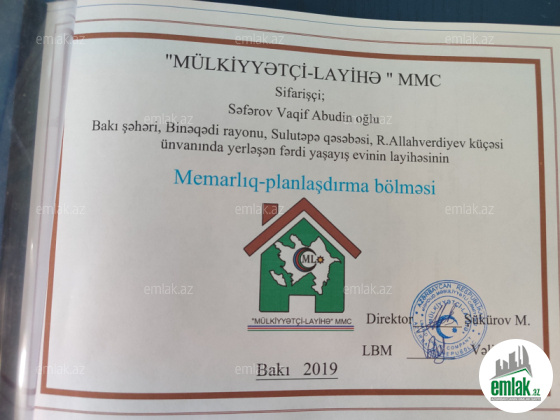 "MÜLKİYYƏTÇİ-LAYİHƏ " MMC
Sifarişçi;
Səfərov Vaqif Abudin oğlu
Bakı şəhəri, Binəqədi rayonu, Sulutəpə qəsəbəsi, R.Allahverdiyev küçəsi
ünvanında yerləşən fərdi yaşayış evinin layihəsinin
Memarlıq-planlaşdırma bölməsi
ML
"MÜLKİYYƏTÇİ-LAYİHƏ" MMC
Direktor Şükürov M.
LBM
Bakı 2019
emlak.az